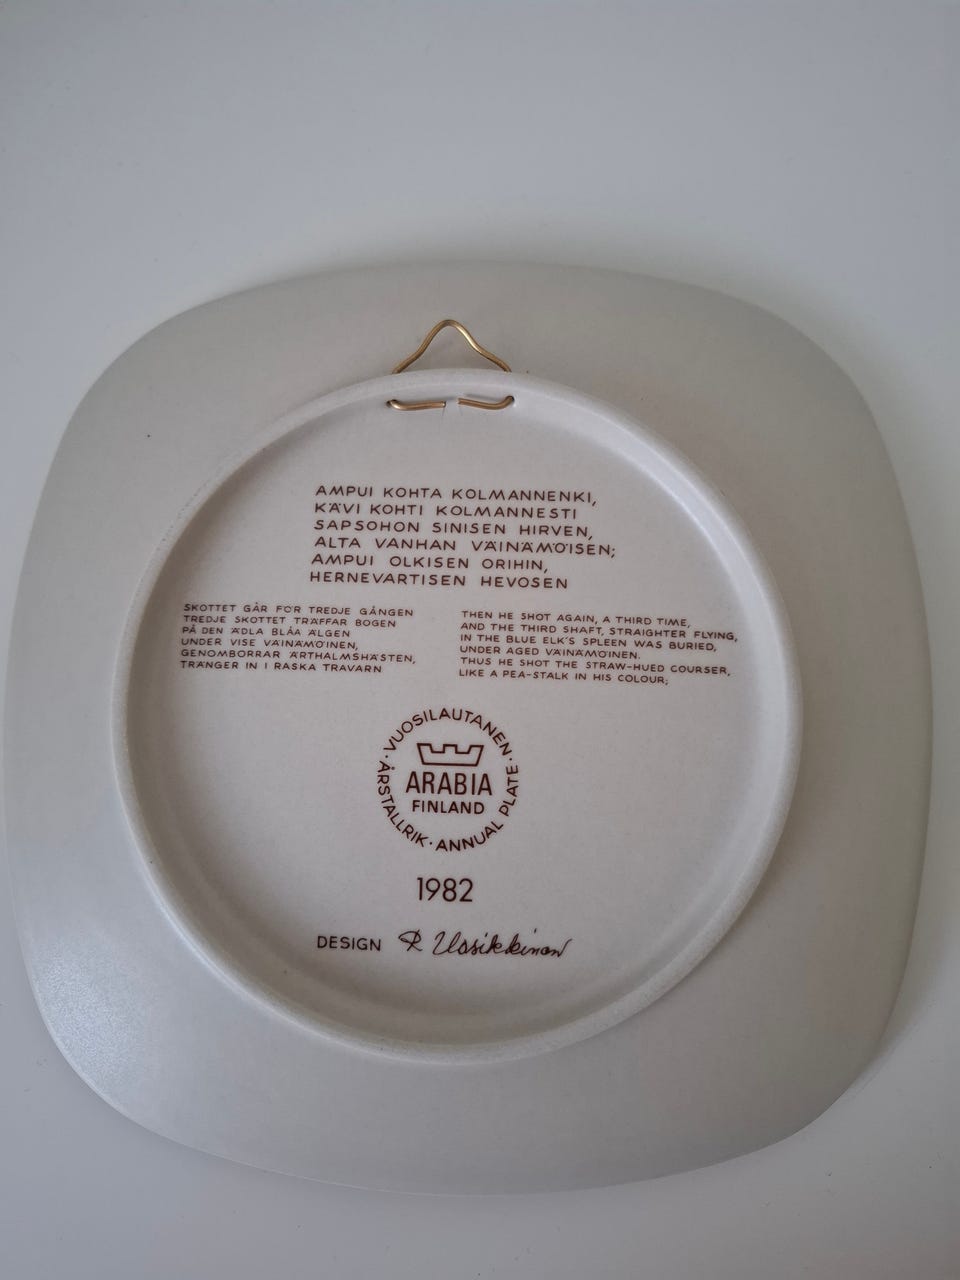 AMPUI KOHTA KOLMANNENKI,
KÄVI KOHTI KOLMANNESTI
SAPSOHON SINISEN HIRVEN,
ALTA VANHAN VÄINÄMÖISEN;
AMPUI OLKISEN ORIHIN,
HERNEVARTISEN HEVOSEN
SKOTTET GÅR FÖR TREDJE GÅNGEN
TREDJE SKOTTET TRÄFFAR BOGEN
PÅ DEN ÄDLA BLÅA ÄLGEN
UNDER VISE VÄINÄMÖINEN,
GENOMBORRAR ÄRTHALMSHÄSTEN,
TRÄNGER IN I RASKA TRAVARN
THEN HE SHOT AGAIN, A THIRD TIME,
AND THE THIRD SHAFT, STRAIGHTER FLYING,
IN THE BLUE ELK'S SPLEEN WAS BURIED,
UNDER AGED VÄINÄMÖINEN.
THUS HE SHOT THE STRAW-HUED COURSER,
LIKE A PEA-STALK IN HIS COLOUR;
· VUOSILAUTANEN ·
ARABIA
FINLAND
ÅRSTALLRIK · ANNUAL PLATE
1982
DESIGN R Uosikkinen